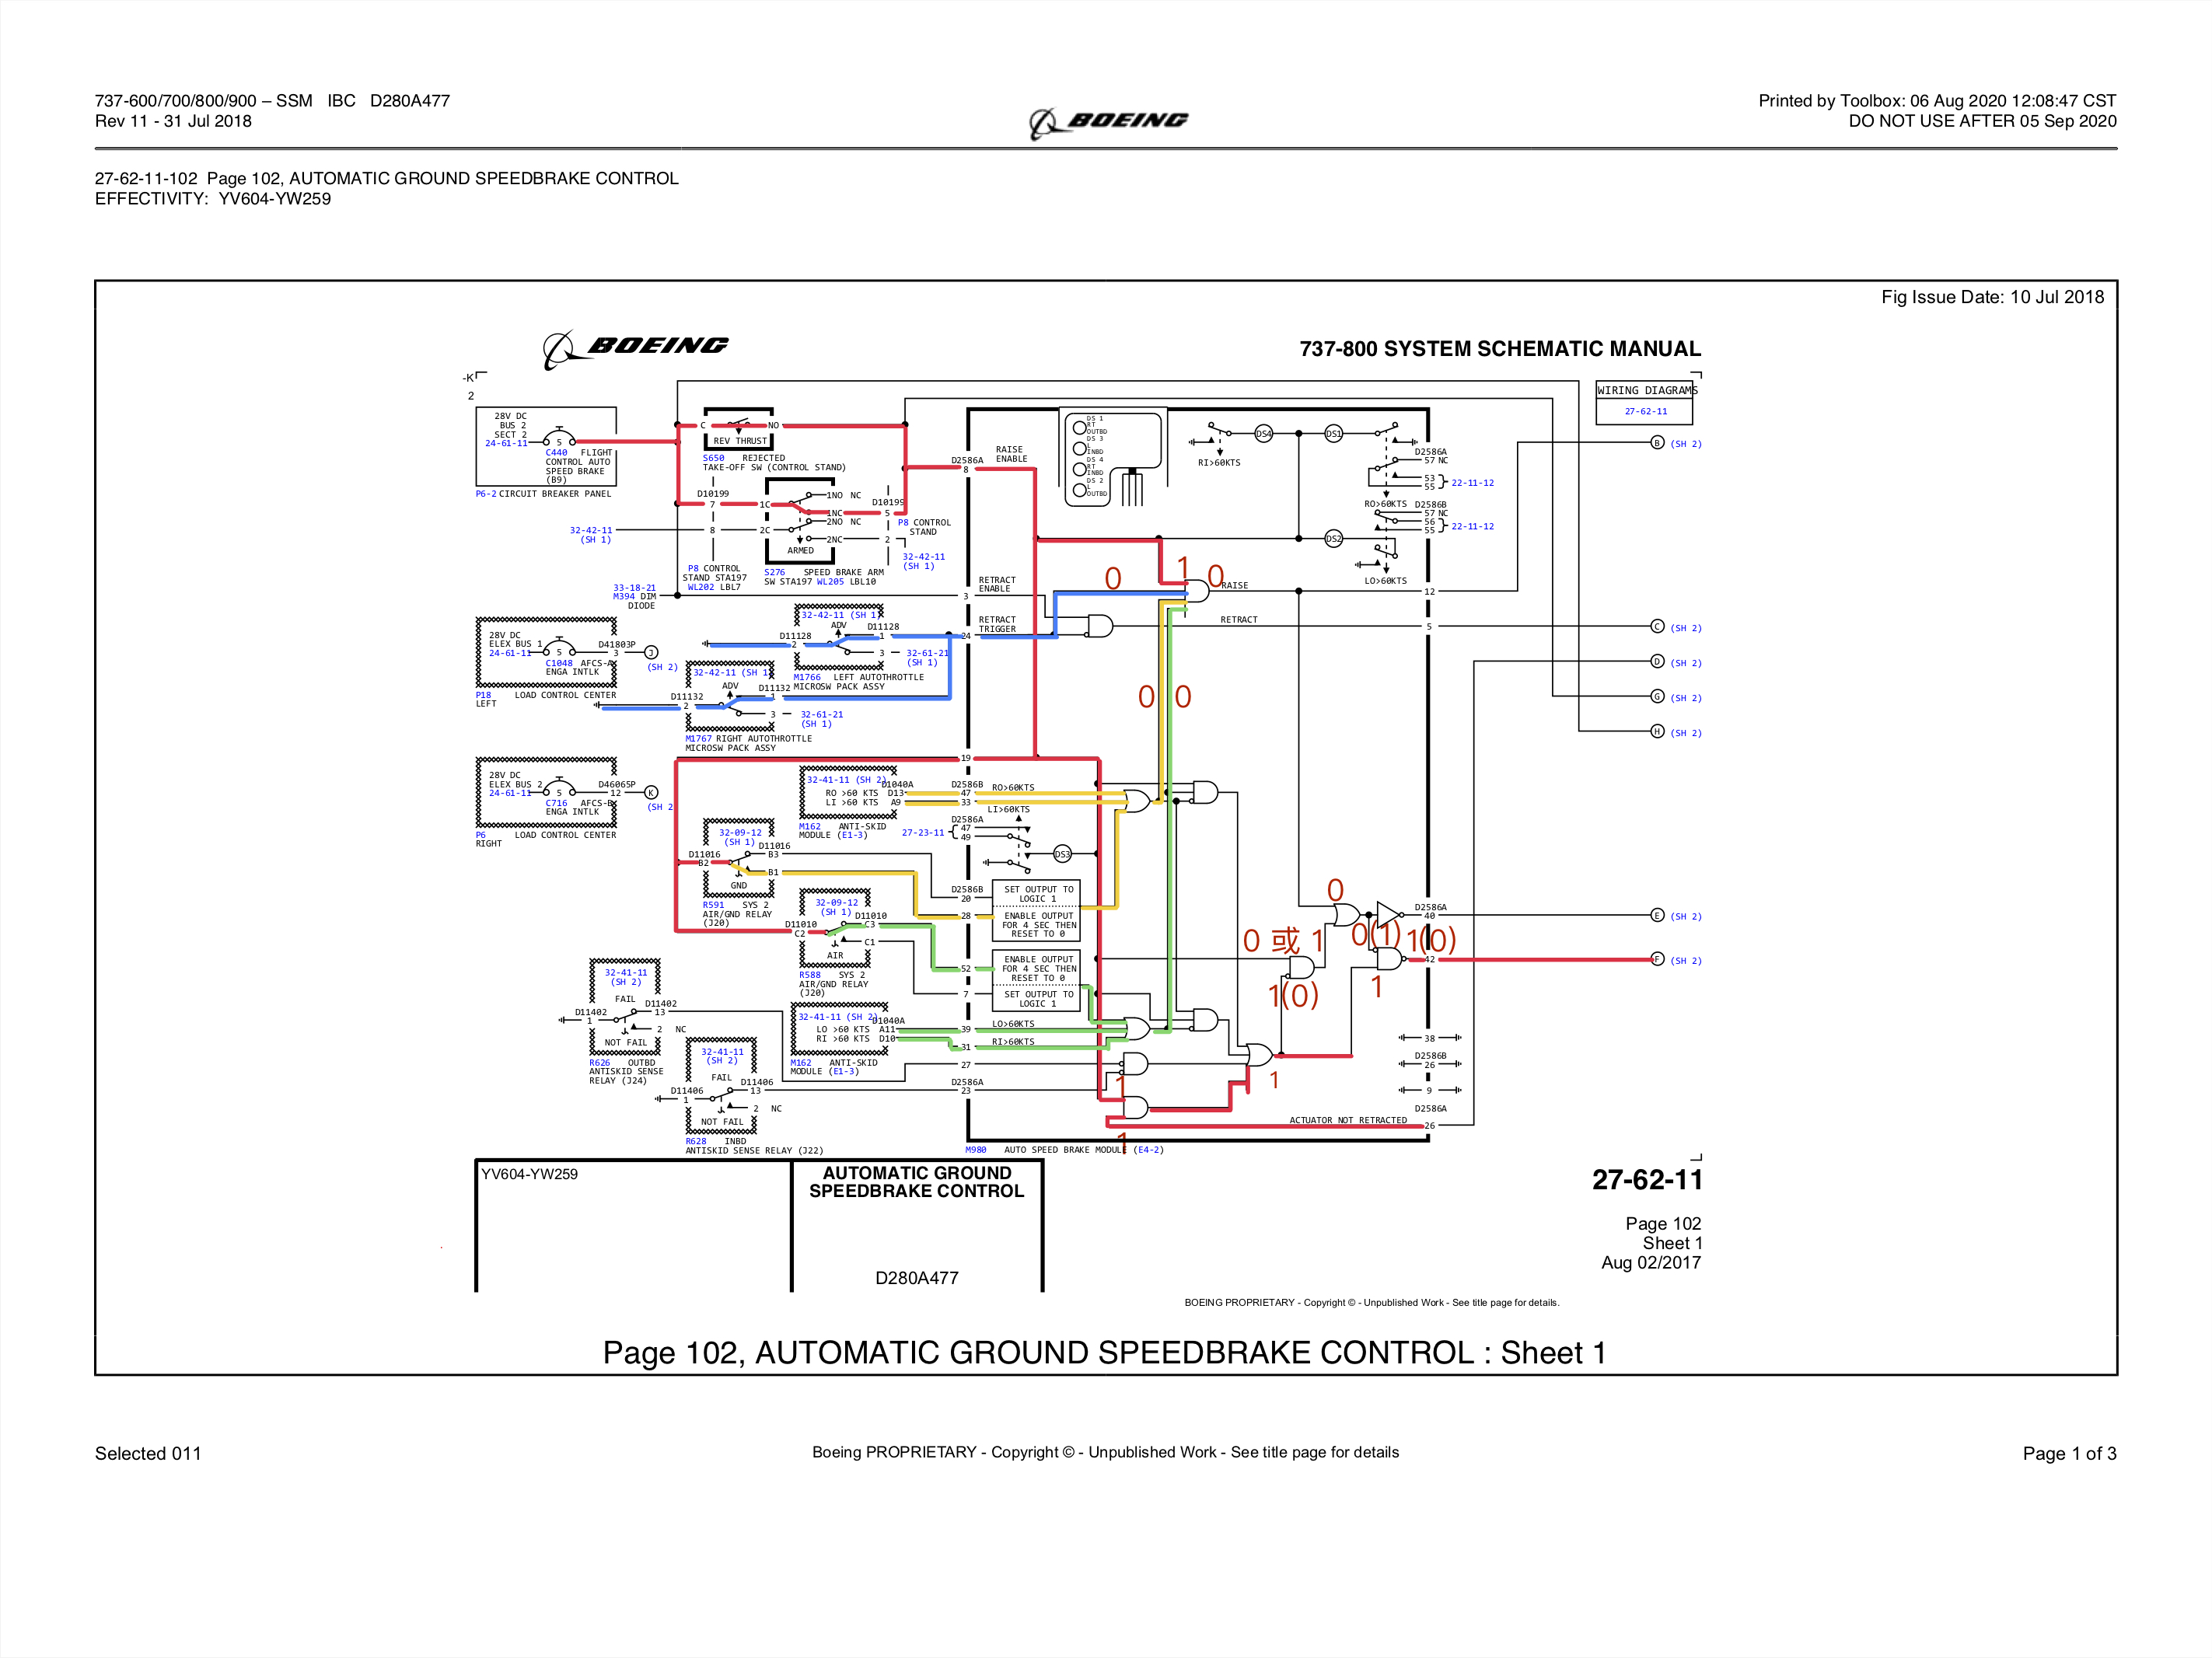 737-600/700/800/900 – SSM   IBC   D280A477
Rev 11 - 31 Jul 2018
BOEING
Printed by Toolbox: 06 Aug 2020 12:08:47 CST
DO NOT USE AFTER 05 Sep 2020
27-62-11-102  Page 102, AUTOMATIC GROUND SPEEDBRAKE CONTROL
EFFECTIVITY:  YV604-YW259
Fig Issue Date: 10 Jul 2018
BOEING
737-800 SYSTEM SCHEMATIC MANUAL
-K
2
28V DC
BUS 2
SECT 2
24-61-11
5
C440 FLIGHT
CONTROL AUTO
SPEED BRAKE
(B9)
P6-2 CIRCUIT BREAKER PANEL
C
NO
REV THRUST
S650 REJECTED
TAKE-OFF SW (CONTROL STAND)
D10199
7
1C
1NO NC
1NC
D10199
5
2NO NC
P8 CONTROL
STAND
32-42-11
(SH 1)
8
2C
2NC
2
32-42-11
(SH 1)
ARMED
P8 CONTROL
STAND STA197
WL202 LBL7
S276 SPEED BRAKE ARM
SW STA197 WL205 LBL10
33-18-21
M394 DIM
DIODE
28V DC
ELEX BUS 1
24-61-11
5
D41803P
3
J
(SH 2)
C1048 AFCS-A
ENGA INTLK
P18
LEFT
LOAD CONTROL CENTER
32-42-11 (SH 1)
ADV
D11128
2
D11128
1
3
32-61-21
(SH 1)
M1766 LEFT AUTOTHROTTLE
MICROSW PACK ASSY
32-42-11 (SH 1)
ADV
D11132
2
D11132
1
3
32-61-21
(SH 1)
M1767 RIGHT AUTOTHROTTLE
MICROSW PACK ASSY
28V DC
ELEX BUS 2
24-61-11
5
D46065P
12
K
(SH 2
C716 AFCS-B
ENGA INTLK
P6
RIGHT
LOAD CONTROL CENTER
32-41-11 (SH 2)
D1040A
RO >60 KTS D13
LI >60 KTS A9
M162 ANTI-SKID
MODULE (E1-3)
32-09-12
(SH 1)
D11016
B2
D11016
B3
B1
GND
R591 SYS 2
AIR/GND RELAY
(J20)
32-09-12
(SH 1)
D11010
C2
D11010
C3
C1
AIR
R588 SYS 2
AIR/GND RELAY
(J20)
32-41-11
(SH 2)
FAIL
D11402
1
D11402
13
2 NC
NOT FAIL
R626 OUTBD
ANTISKID SENSE
RELAY (J24)
32-41-11
(SH 2)
FAIL
D11406
1
D11406
13
2 NC
NOT FAIL
R628 INBD
ANTISKID SENSE RELAY (J22)
32-41-11 (SH 2)
D1040A
LO >60 KTS A11
RI >60 KTS D10
M162 ANTI-SKID
MODULE (E1-3)
D2586A
8
RAISE
ENABLE
3
RETRACT
ENABLE
24
RETRACT
TRIGGER
19
D2586B
47
RO>60KTS
33
LI>60KTS
D2586A
47
49
27-23-11
DS3
D2586B
20
28
52
7
39
31
27
D2586A
23
SET OUTPUT TO
LOGIC 1
ENABLE OUTPUT
FOR 4 SEC THEN
RESET TO 0
ENABLE OUTPUT
FOR 4 SEC THEN
RESET TO 0
SET OUTPUT TO
LOGIC 1
LO>60KTS
RI>60KTS
DS 1
RT
OUTBD
DS 3
L
INBD
DS 4
RT
INBD
DS 2
L
OUTBD
RI>60KTS
DS4
DS1
DS2
RO>60KTS
LO>60KTS
D2586A
57 NC
53
55
22-11-12
D2586B
57 NC
56
55
22-11-12
0
1
0
RAISE
12
RETRACT
5
0 0
0
0 或 1
0(1)
1(0)
1(0)
1
1
1
1
D2586A
40
42
38
D2586B
26
9
D2586A
26
ACTUATOR NOT RETRACTED
M980 AUTO SPEED BRAKE MODULE (E4-2)
WIRING DIAGRAMS
27-62-11
B (SH 2)
C (SH 2)
D (SH 2)
G (SH 2)
H (SH 2)
E (SH 2)
F (SH 2)
YV604-YW259
AUTOMATIC GROUND
SPEEDBRAKE CONTROL
D280A477
27-62-11
Page 102
Sheet 1
Aug 02/2017
BOEING PROPRIETARY - Copyright © - Unpublished Work - See title page for details.
Page 102, AUTOMATIC GROUND SPEEDBRAKE CONTROL : Sheet 1
Selected 011
Boeing PROPRIETARY - Copyright © - Unpublished Work - See title page for details
Page 1 of 3